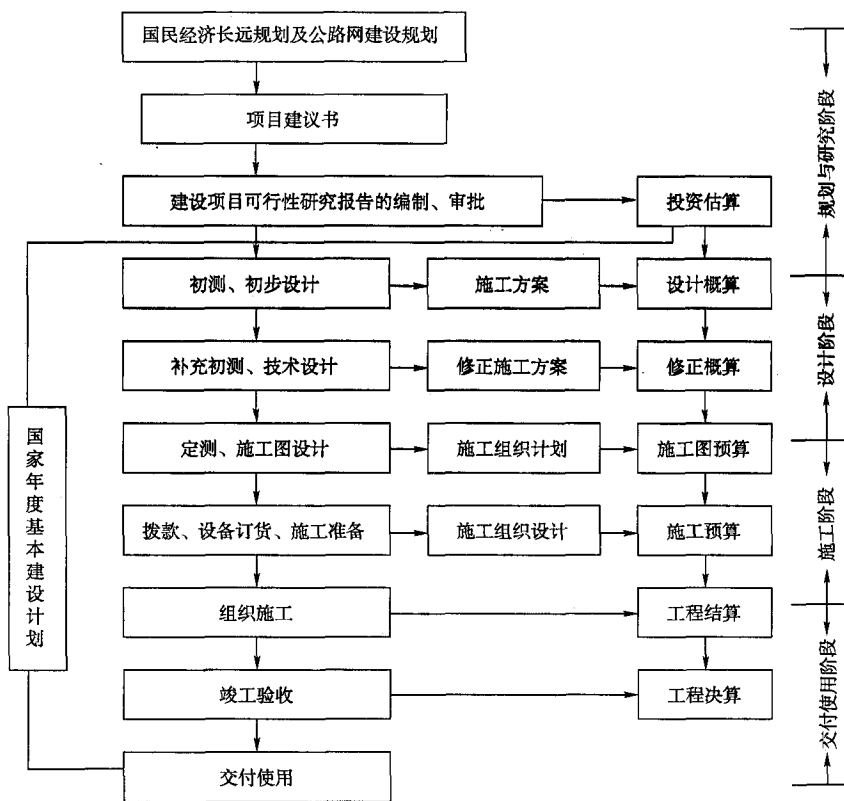 国民经济长远规划及公路网建设规划
项目建议书
建设项目可行性研究报告的编制、审批
投资估算
初测、初步设计
施工方案
设计概算
补充初测、技术设计
修正施工方案
修正概算
定测、施工图设计
施工组织计划
施工图预算
拨款、设备订货、施工准备
施工组织设计
施工预算
组织施工
工程结算
竣工验收
工程决算
交付使用
国家年度基本建设计划
规划与研究阶段
设计阶段
施工阶段
交付使用阶段